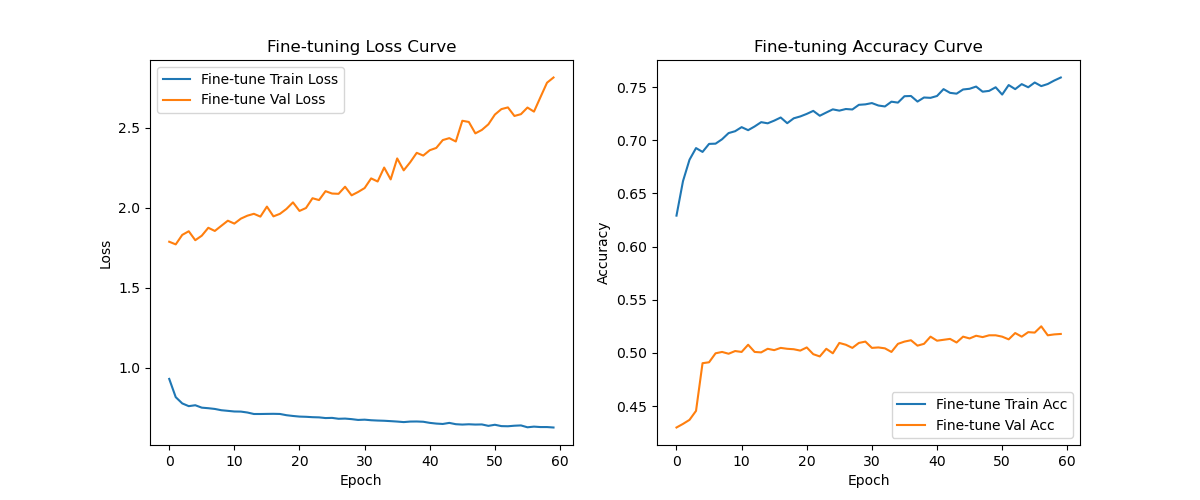 Fine-tuning Loss Curve
Fine-tune Train Loss
Fine-tune Val Loss
2.5
2.0
1.5
1.0
Loss
0 10 20 30 40 50 60
Epoch
Fine-tuning Accuracy Curve
0.75
0.70
0.65
0.60
0.55
0.50
0.45
Accuracy
Fine-tune Train Acc
Fine-tune Val Acc
0 10 20 30 40 50 60
Epoch